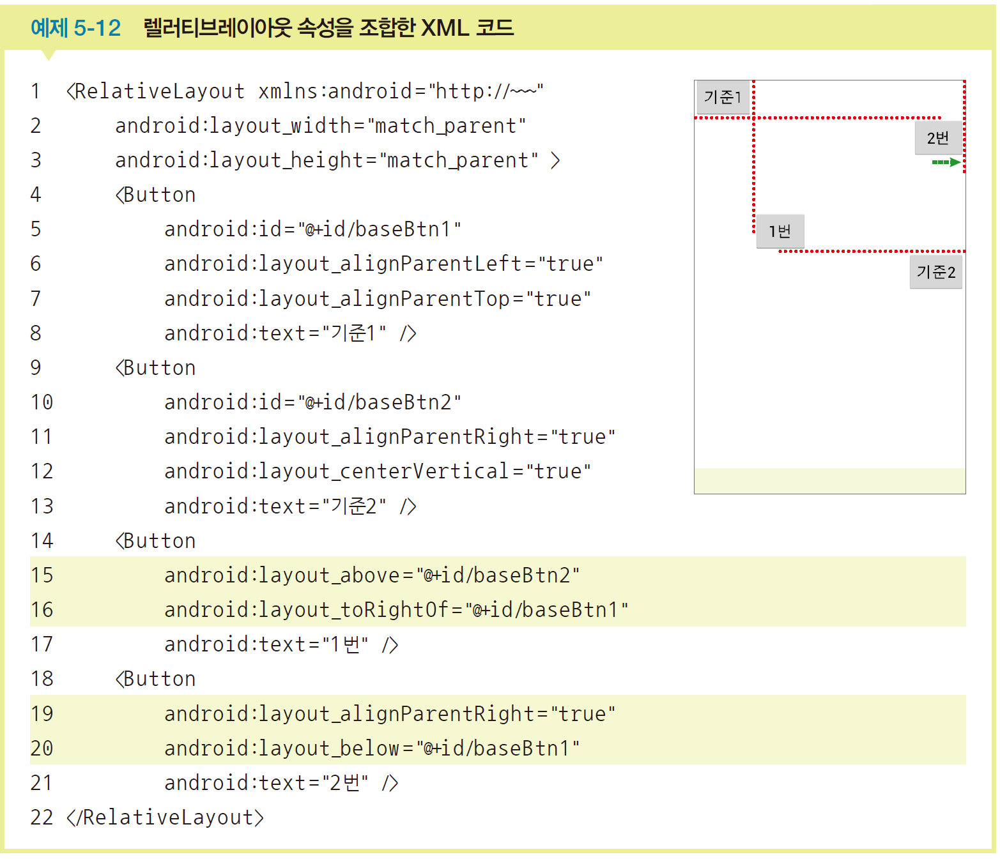 예제 5-12 렐러티브레이아웃 속성을 조합한 XML 코드
1 <RelativeLayout xmlns:android="http://~~~"
2 android:layout_width="match_parent"
3 android:layout_height="match_parent" >
4 <Button
5 android:id="@+id/baseBtn1"
6 android:layout_alignParentLeft="true"
7 android:layout_alignParentTop="true"
8 android:text="기준1" />
9 <Button
10 android:id="@+id/baseBtn2"
11 android:layout_alignParentRight="true"
12 android:layout_centerVertical="true"
13 android:text="기준2" />
14 <Button
15 android:layout_above="@+id/baseBtn2"
16 android:layout_toRightOf="@+id/baseBtn1"
17 android:text="1번" />
18 <Button
19 android:layout_alignParentRight="true"
20 android:layout_below="@+id/baseBtn1"
21 android:text="2번" />
22 </RelativeLayout>
기준1
2번
1번
기준2